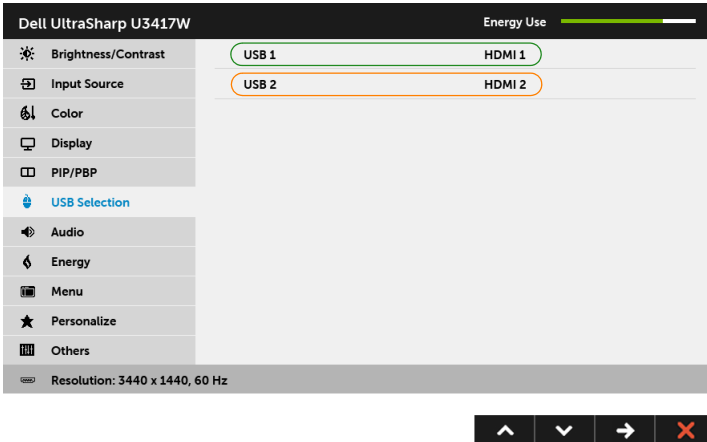 Dell UltraSharp U3417W
Energy Use
Brightness/Contrast
USB 1 HDMI 1
Input Source
USB 2 HDMI 2
Color
Display
PIP/PBP
USB Selection
Audio
Energy
Menu
Personalize
Others
Resolution: 3440 x 1440, 60 Hz